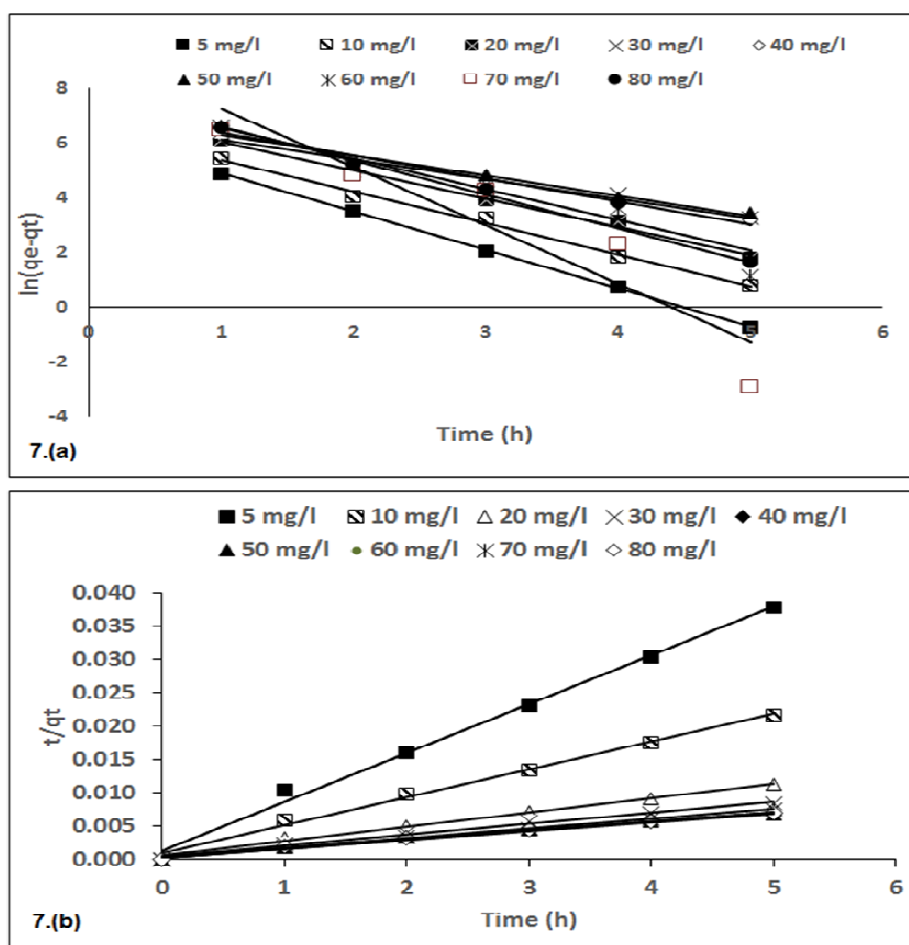 5 mg/l 10 mg/l 20 mg/l 30 mg/l 40 mg/l
50 mg/l 60 mg/l 70 mg/l 80 mg/l
8
6
4
2
0
-2
-4
ln(qe-qt)
0 1 2 3 4 5 6
Time (h)
7.(a)
5 mg/l 10 mg/l 20 mg/l 30 mg/l 40 mg/l
50 mg/l 60 mg/l 70 mg/l 80 mg/l
0.040
0.035
0.030
0.025
0.020
0.015
0.010
0.005
0.000
t/qt
0 1 2 3 4 5 6
Time (h)
7.(b)